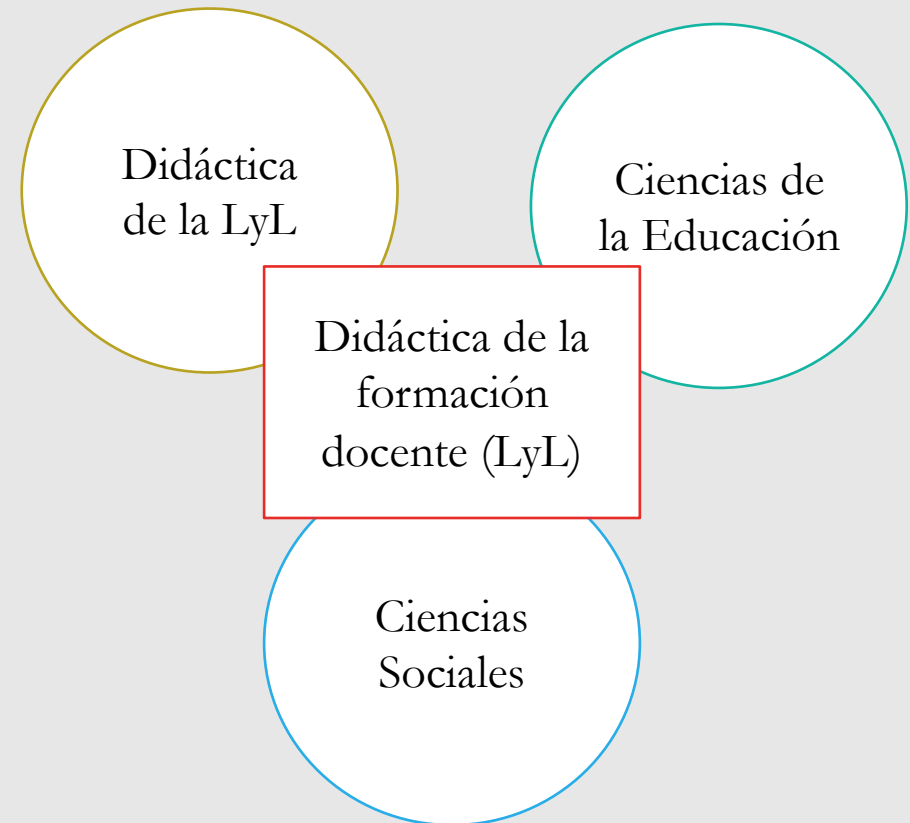 Didáctica
de la LyL
Ciencias de
la Educación
Didáctica de la
formación
docente (LyL)
Ciencias
Sociales